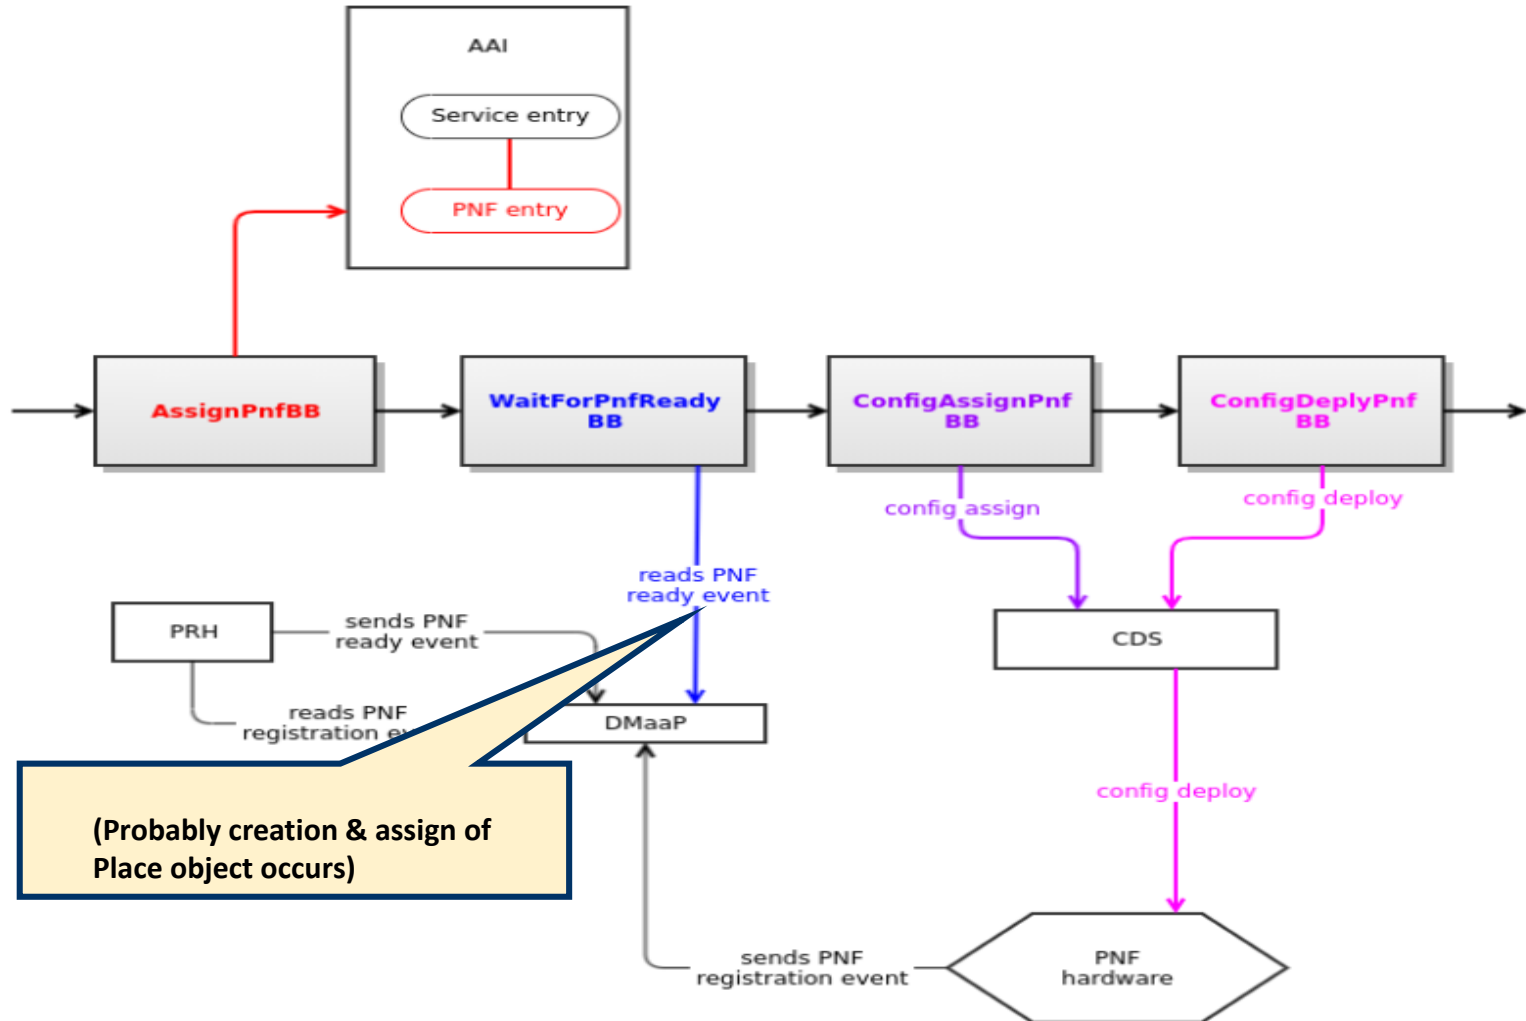 AAI
Service entry
PNF entry
AssignPnfBB
WaitForPnfReady
BB
ConfigAssignPnf
BB
ConfigDeplyPnf
BB
config assign
config deploy
reads PNF
ready event
PRH
sends PNF
ready event
CDS
reads PNF
registration
DMaaP
config deploy
(Probably creation & assign of
Place object occurs)
sends PNF
registration event
PNF
hardware